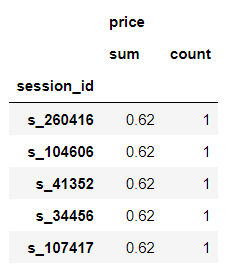 price
sum count
session_id
s_260416 0.62 1
s_104606 0.62 1
s_41352 0.62 1
s_34456 0.62 1
s_107417 0.62 1